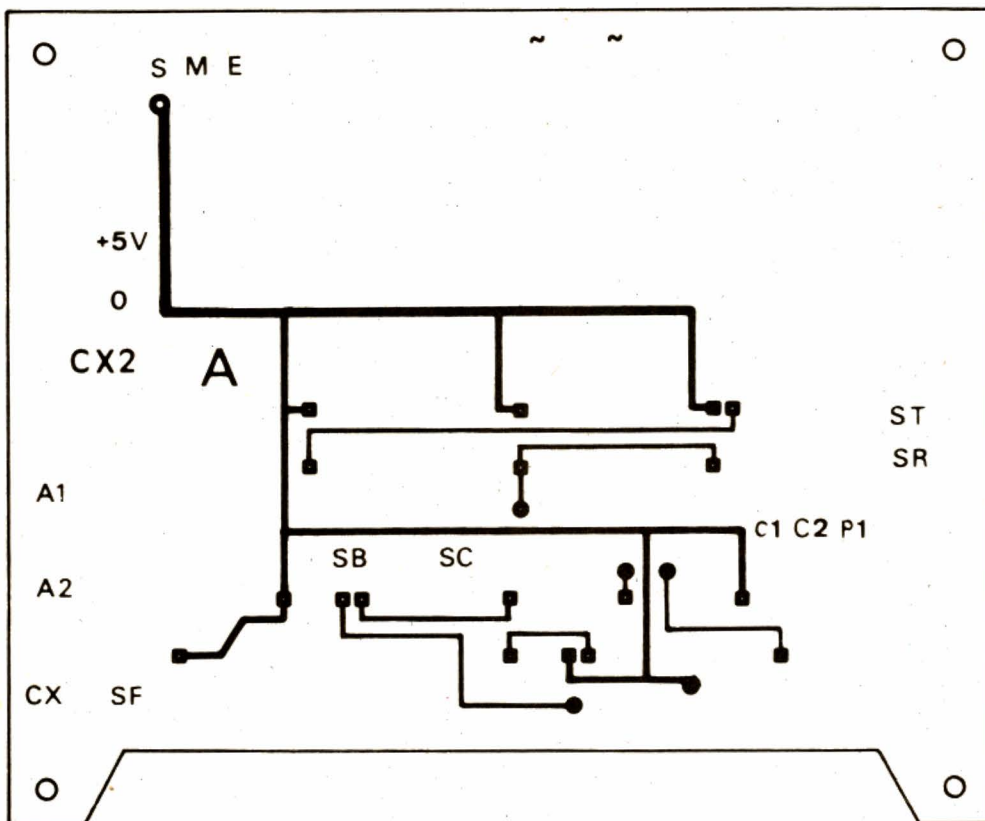 ~ ~
S M E
+5V
0
CX2 A
ST
SR
A1
C1 C2 P1
SB SC
A2
CX SF